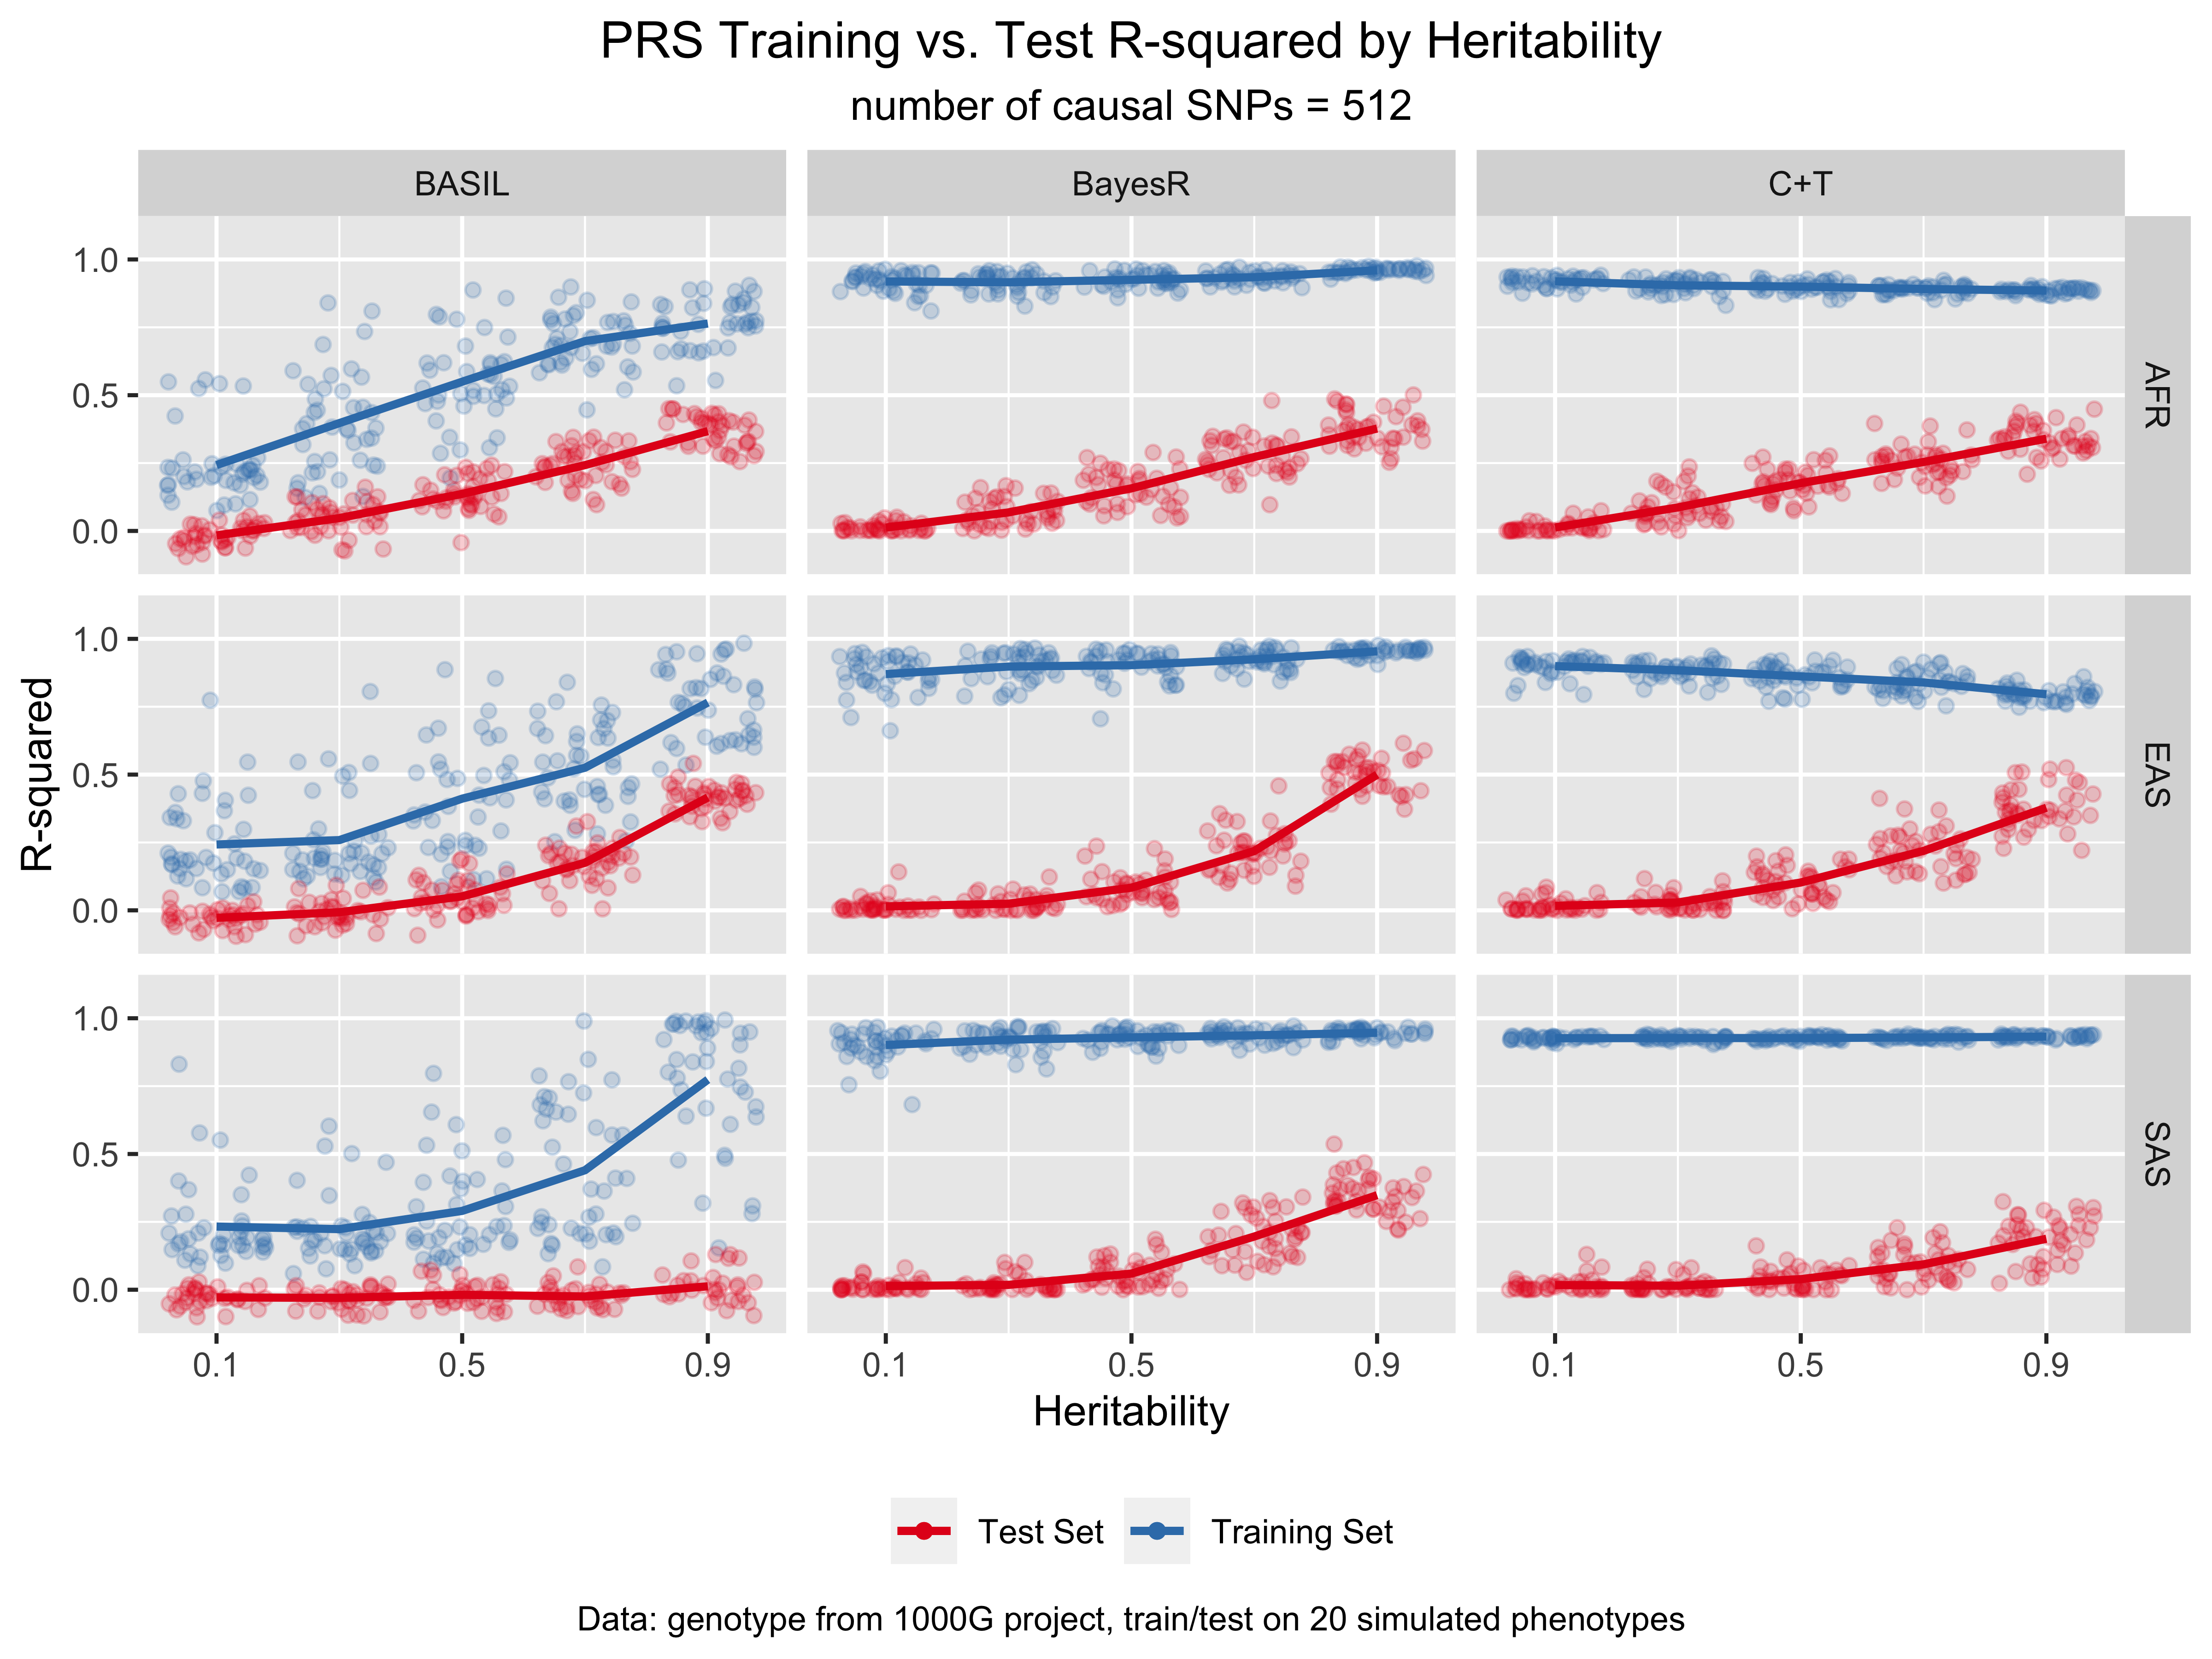 PRS Training vs. Test R-squared by Heritability
number of causal SNPs = 512
BASIL BayesR C+T
1.0
0.5
0.0
AFR
R-squared
1.0
0.5
0.0
EAS
1.0
0.5
0.0
SAS
0.1 0.5 0.9 0.1 0.5 0.9 0.1 0.5 0.9
Heritability
Test Set Training Set
Data: genotype from 1000G project, train/test on 20 simulated phenotypes